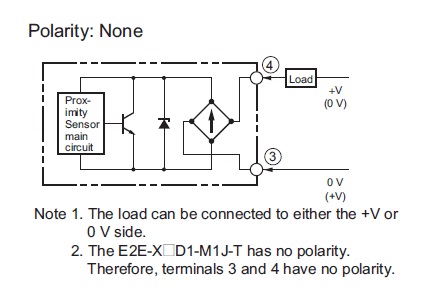 Polarity: None
4
Load
+V
(0 V)
Prox-
imity
Sensor
main
circuit
3
0 V
(+V)
Note 1. The load can be connected to either the +V or
0 V side.
2. The E2E-X□D1-M1J-T has no polarity.
Therefore, terminals 3 and 4 have no polarity.